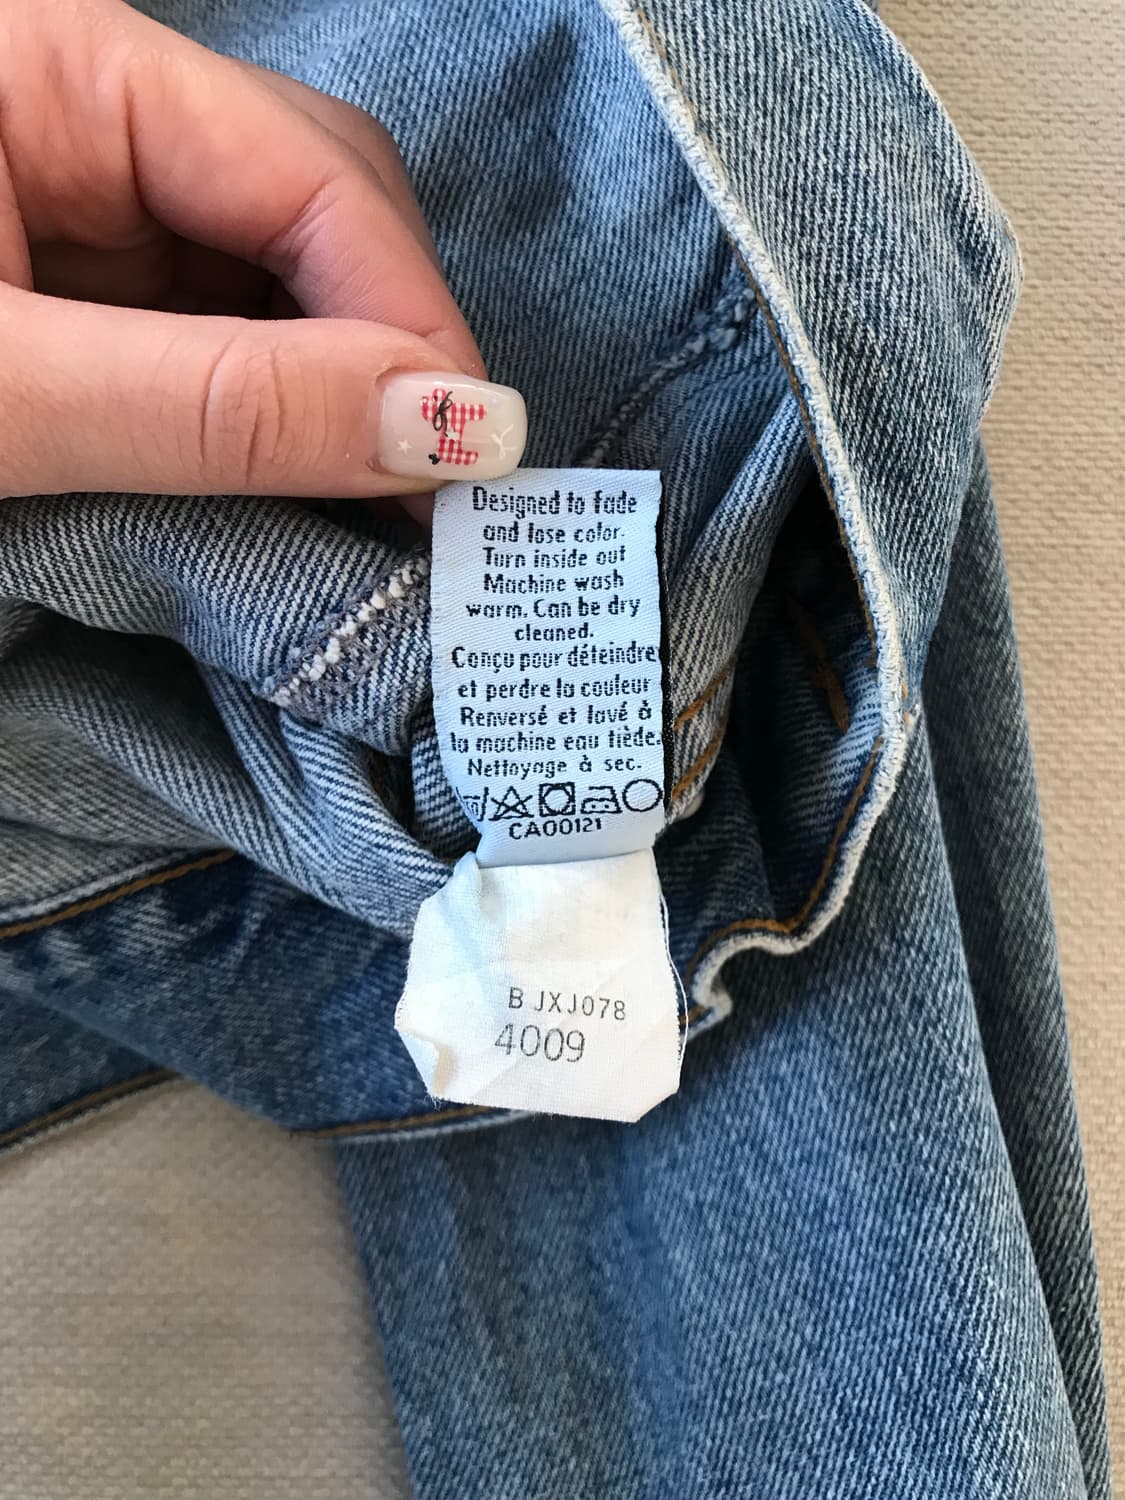 Designed to fade
and lose color.
Turn inside out
Machine wash
warm. Can be dry
cleaned.
Conçu pour déteindre
et perdre la couleur
Renversé et lavé à
la machine eau tiède.
Nettoyage à sec.
CA00121
B JXJ078
4009